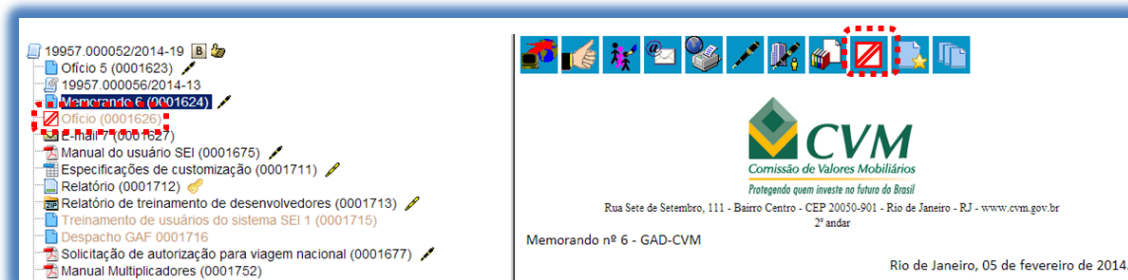 19957.000052/2014-19 B
Ofício 5 (0001623)
19957.000056/2014-13
Memorando 6 (0001624)
Ofício (0001626)
E-mail 7 (0001627)
Manual do usuário SEI (0001675)
Especificações de customização (0001711)
Relatório (0001712)
Relatório de treinamento de desenvolvedores (0001713)
Treinamento de usuários do sistema SEI 1 (0001715)
Despacho GAF 0001716
Solicitação de autorização para viagem nacional (0001677)
Manual Multiplicadores (0001752)
CVM
Comissão de Valores Mobiliários
Protegendo quem investe no futuro do Brasil
Rua Sete de Setembro, 111 - Bairro Centro - CEP 20050-901 - Rio de Janeiro - RJ - www.cvm.gov.br
2º andar
Memorando nº 6 - GAD-CVM
Rio de Janeiro, 05 de fevereiro de 2014.